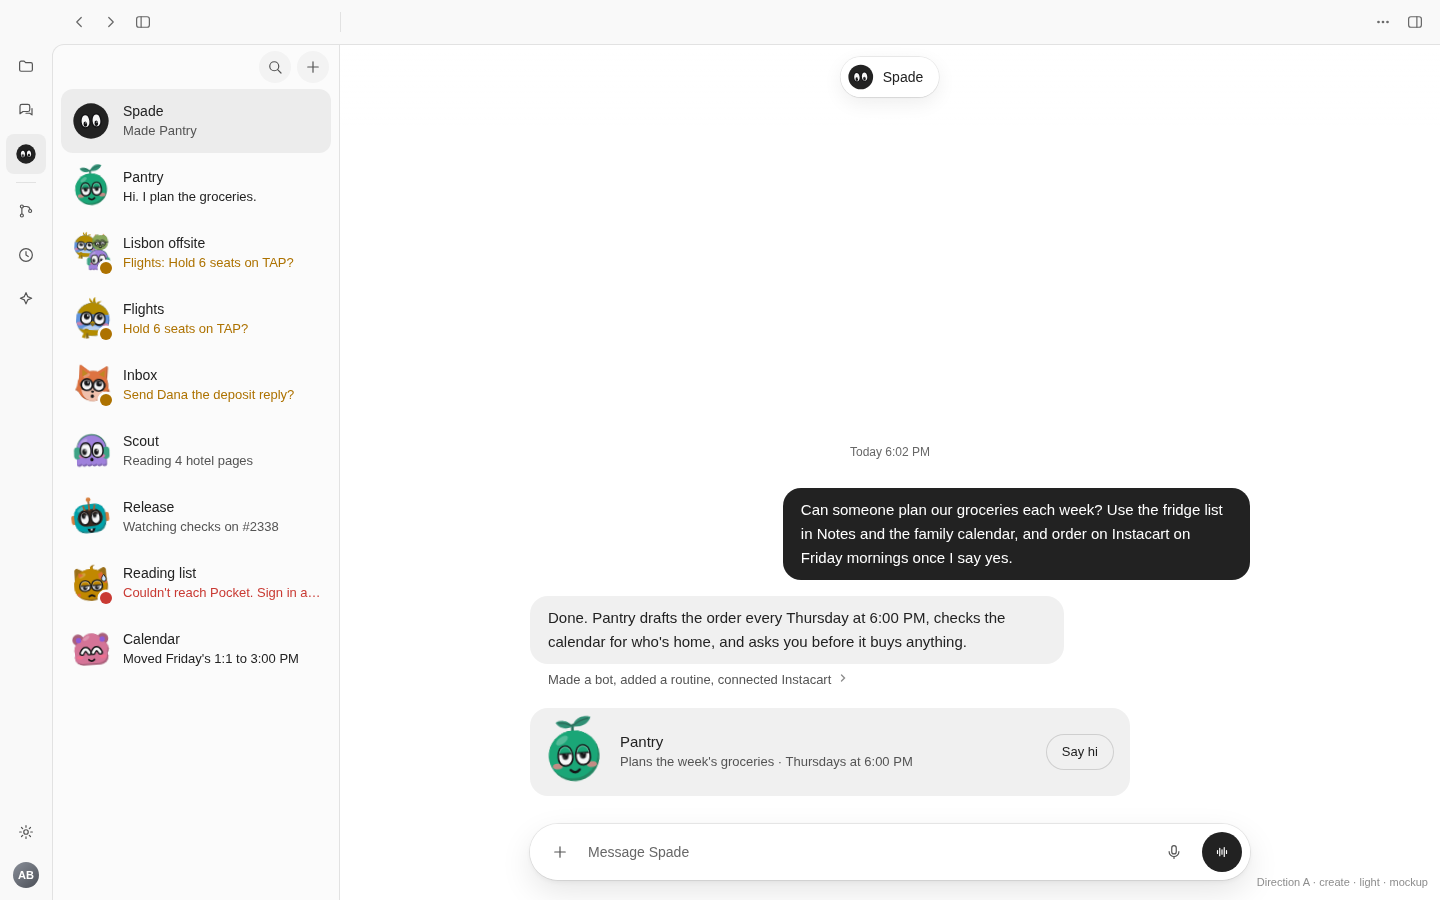 Spade
Made Pantry
Pantry
Hi. I plan the groceries.
Lisbon offsite
Flights: Hold 6 seats on TAP?
Flights
Hold 6 seats on TAP?
Inbox
Send Dana the deposit reply?
Scout
Reading 4 hotel pages
Release
Watching checks on #2338
Reading list
Couldn't reach Pocket. Sign in a…
Calendar
Moved Friday's 1:1 to 3:00 PM
AB
Spade
Today 6:02 PM
Can someone plan our groceries each week? Use the fridge list
in Notes and the family calendar, and order on Instacart on
Friday mornings once I say yes.
Done. Pantry drafts the order every Thursday at 6:00 PM, checks the
calendar for who's home, and asks you before it buys anything.
Made a bot, added a routine, connected Instacart
Pantry
Plans the week's groceries · Thursdays at 6:00 PM
Say hi
Message Spade
Direction A · create · light · mockup